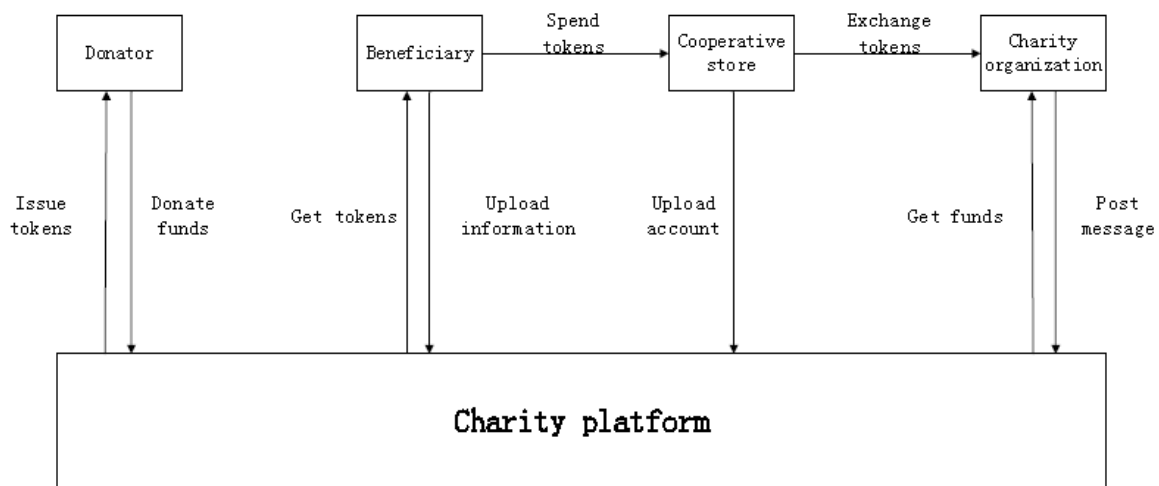 Donator
Beneficiary
Spend
tokens
Cooperative
store
Exchange
tokens
Charity
organization
Issue
tokens
Donate
funds
Get tokens
Upload
information
Upload
account
Get funds
Post
message
Charity platform